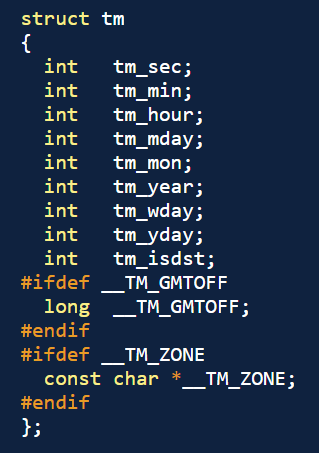 struct tm
{
  int   tm_sec;
  int   tm_min;
  int   tm_hour;
  int   tm_mday;
  int   tm_mon;
  int   tm_year;
  int   tm_wday;
  int   tm_yday;
  int   tm_isdst;
#ifdef __TM_GMTOFF
  long  __TM_GMTOFF;
#endif
#ifdef __TM_ZONE
  const char *__TM_ZONE;
#endif
};